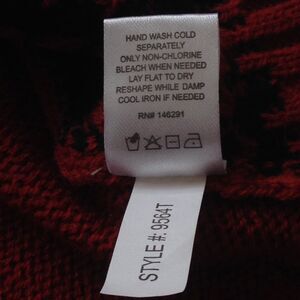 HAND WASH COLD
SEPARATELY
ONLY NON-CHLORINE
BLEACH WHEN NEEDED
LAY FLAT TO DRY
RESHAPE WHILE DAMP
COOL IRON IF NEEDED
RN# 146291
STYLE #: 9564T